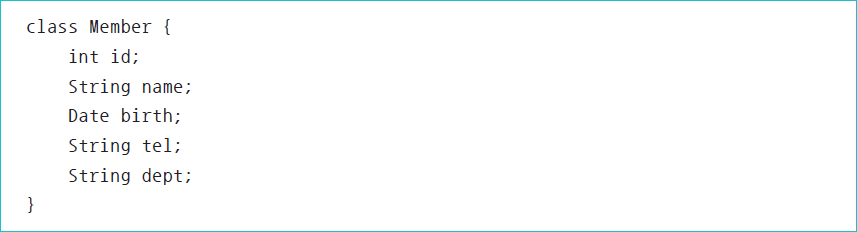 class Member {
    int id;
    String name;
    Date birth;
    String tel;
    String dept;
}